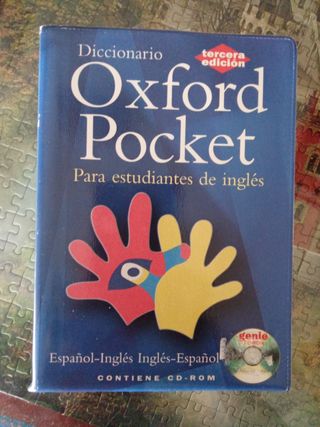 Diccionario
tercera
edición
Oxford
Pocket
Para estudiantes de inglés
genie
Español-Inglés Inglés-Español
CONTIENE CD-ROM